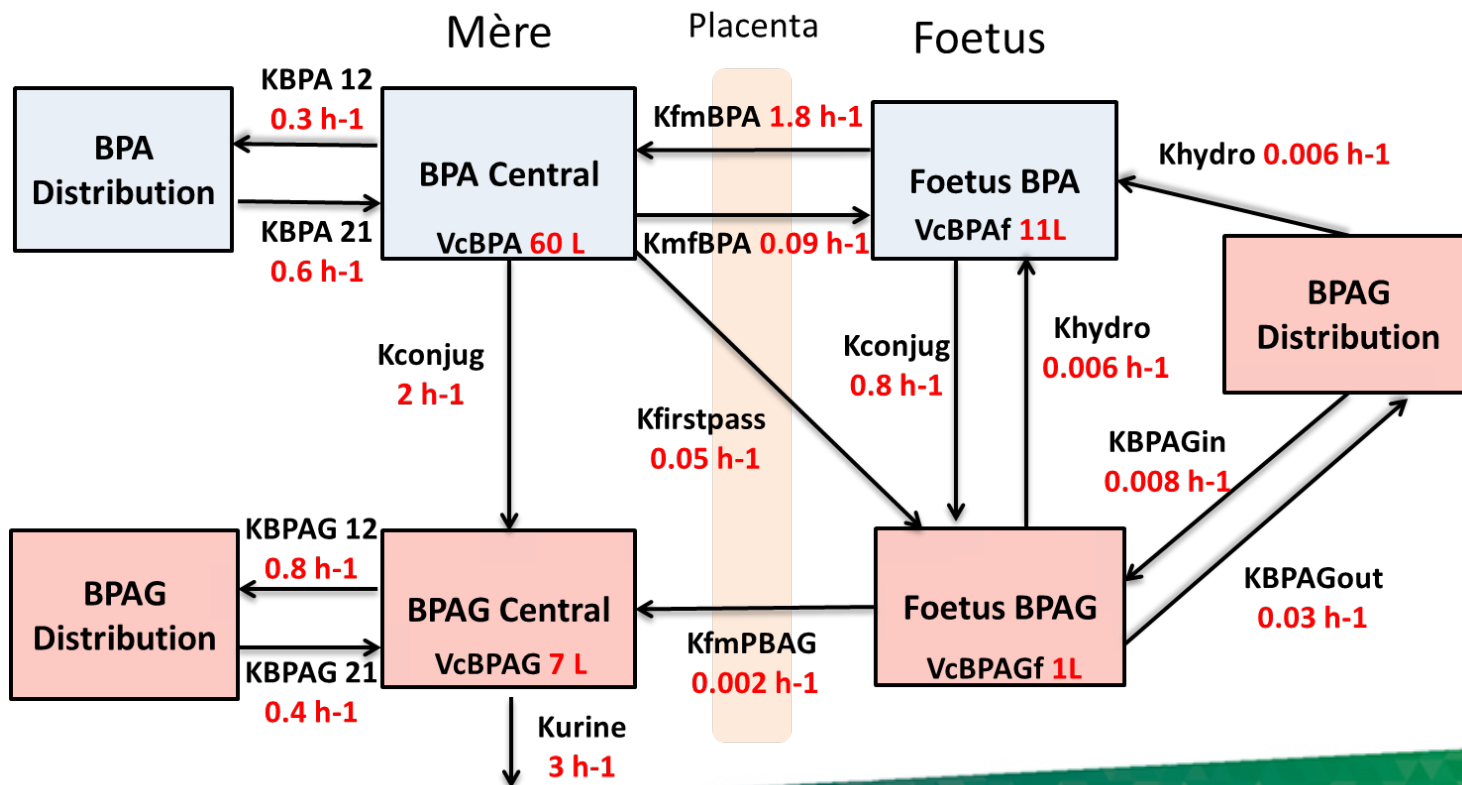 Mère
Placenta
Foetus
KBPA 12
0.3 h-1
BPA
Distribution
KBPA 21
0.6 h-1
BPA Central
VcBPA 60 L
KfmBPA 1.8 h-1
KmfBPA 0.09 h-1
Foetus BPA
VcBPAf 11L
Khydro 0.006 h-1
BPAG
Distribution
Kconjug
2 h-1
Kfirstpass
0.05 h-1
Kconjug
0.8 h-1
Khydro
0.006 h-1
KBPAGin
0.008 h-1
KBPAGout
0.03 h-1
BPAG
Distribution
KBPAG 12
0.8 h-1
KBPAG 21
0.4 h-1
BPAG Central
VcBPAG 7 L
KfmPBAG
0.002 h-1
Foetus BPAG
VcBPAGf 1L
Kurine
3 h-1